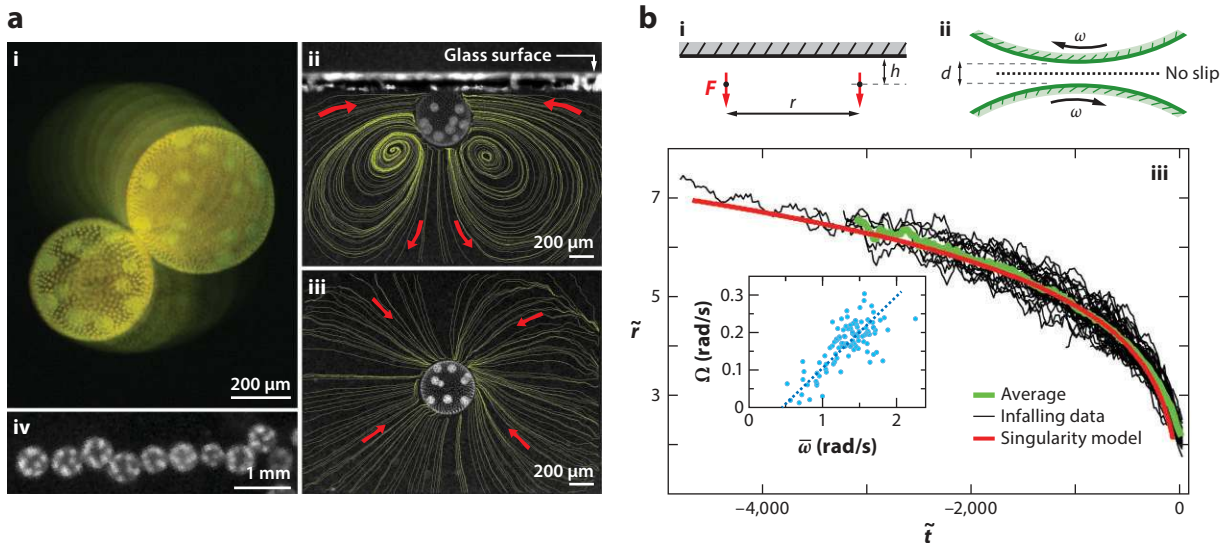 a
i
200 µm
ii
Glass surface
200 µm
iii
200 µm
iv
1 mm
b
i
h
F
r
ii
ω
d
No slip
ω
iii
7
5
3
r̃
0.3
0.2
0.1
0
Ω (rad/s)
0
1
2
ω̅ (rad/s)
Average
Infalling data
Singularity model
−4,000
−2,000
0
t̃